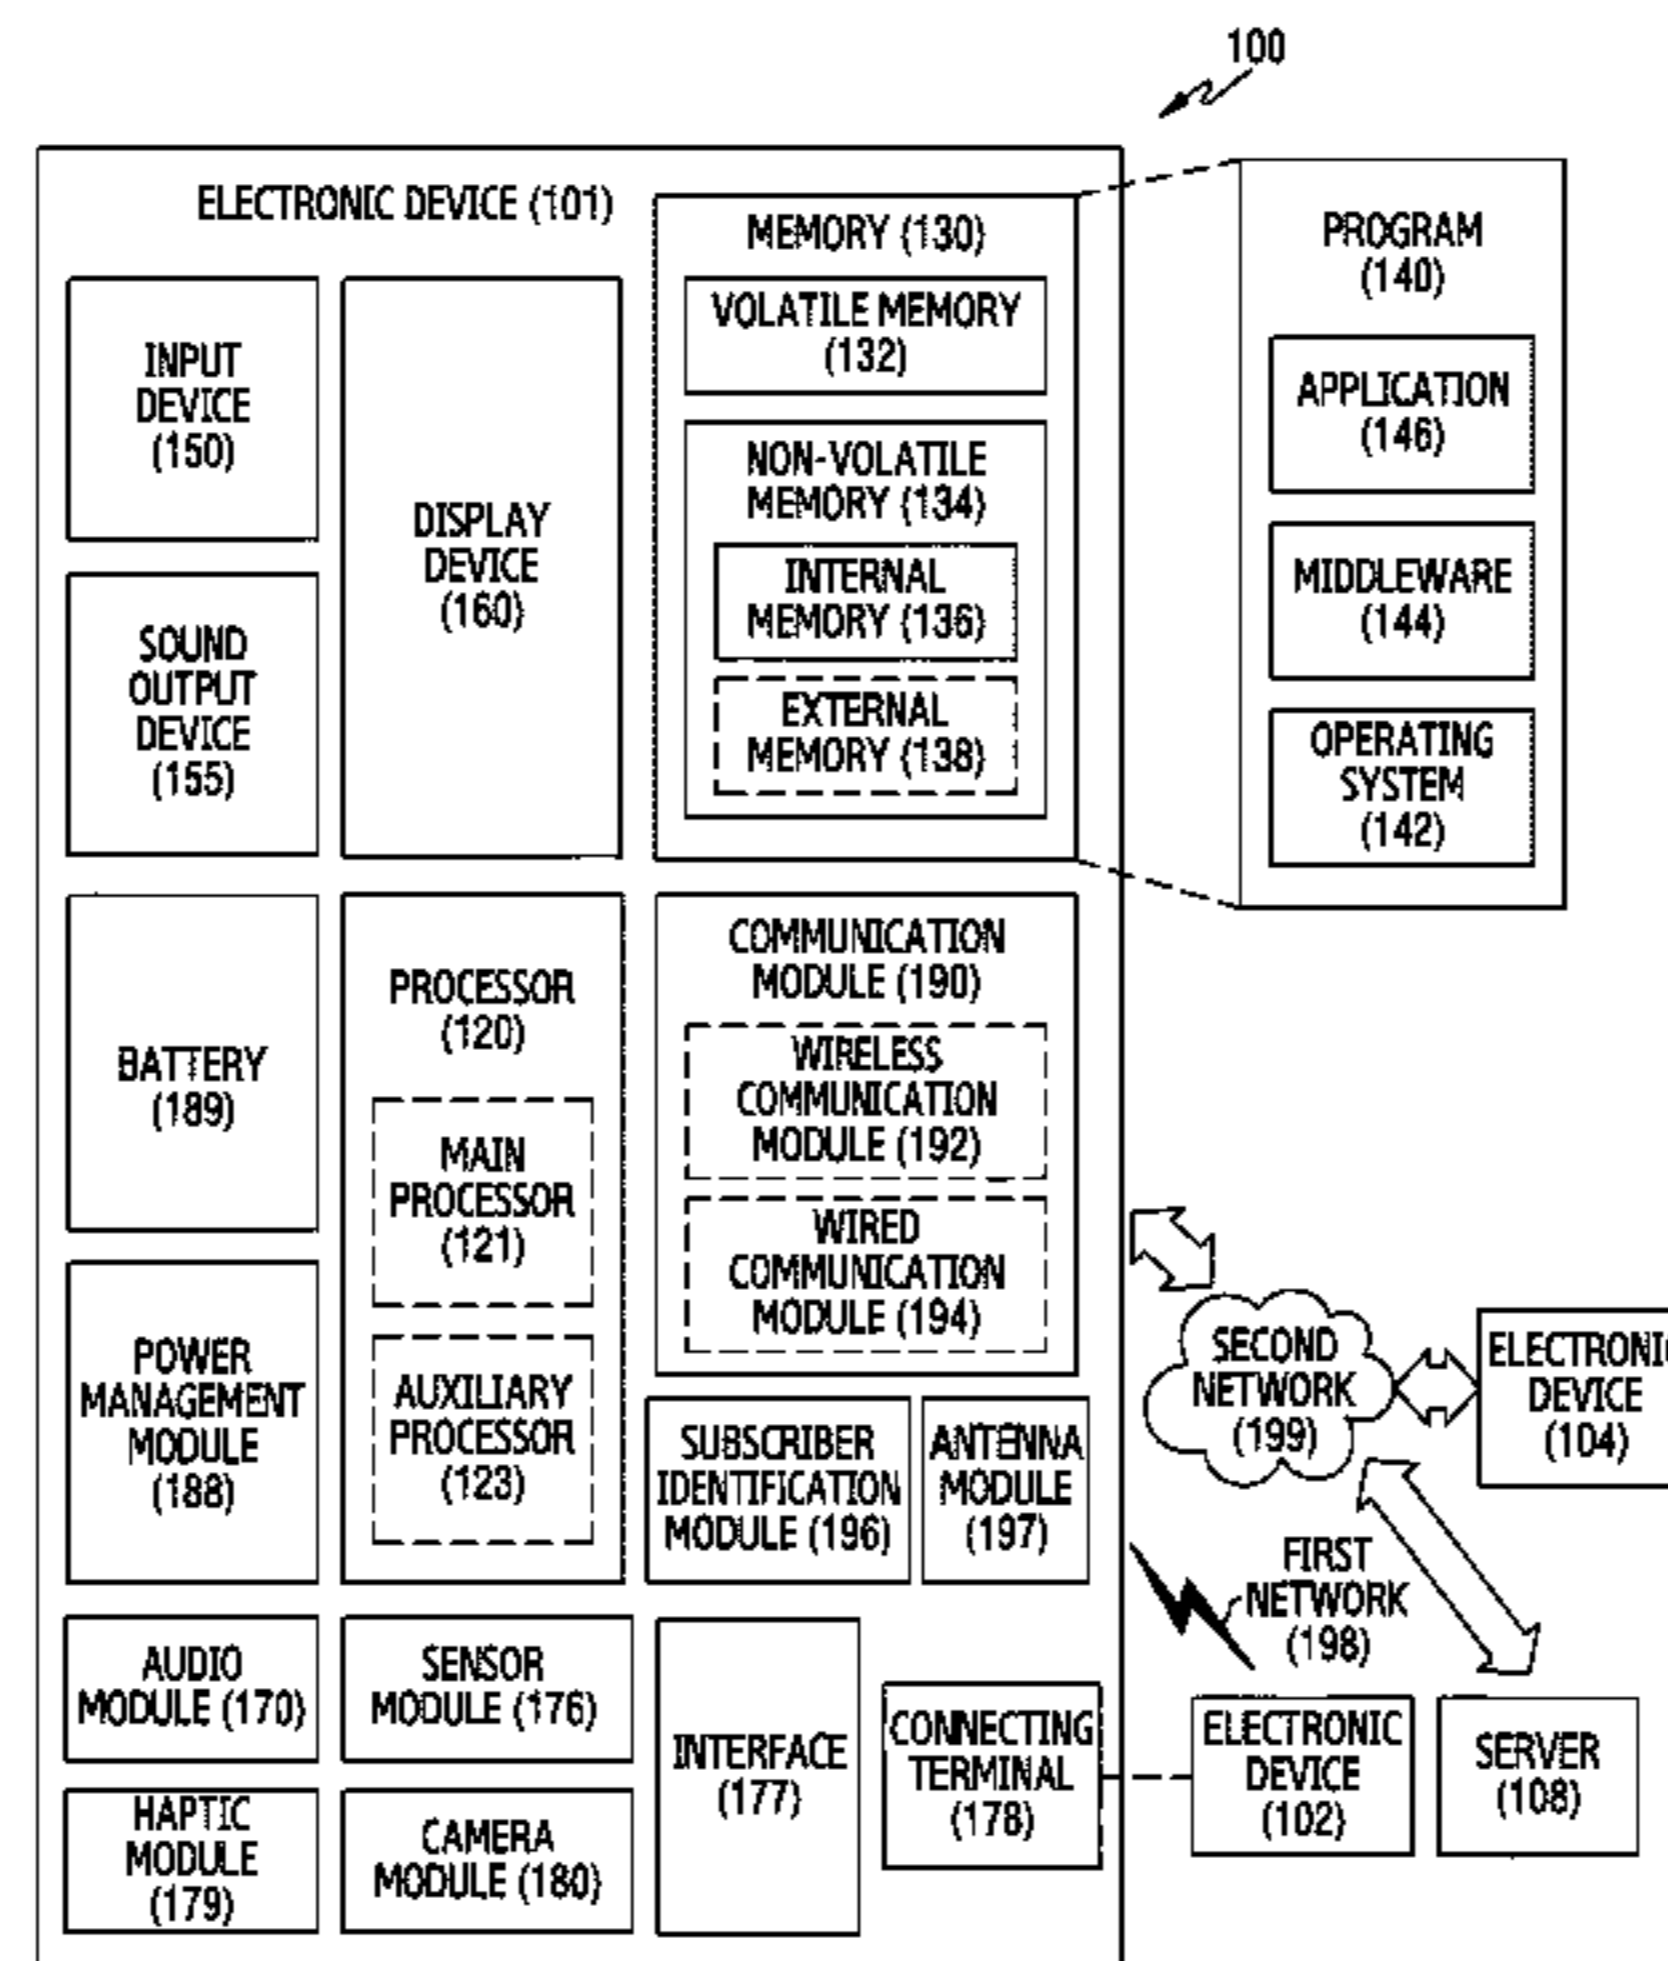 100
ELECTRONIC DEVICE (101)
INPUT
DEVICE
(150)
SOUND
OUTPUT
DEVICE
(155)
DISPLAY
DEVICE
(160)
MEMORY (130)
VOLATILE MEMORY
(132)
NON-VOLATILE
MEMORY (134)
INTERNAL
MEMORY (136)
EXTERNAL
MEMORY (138)
PROGRAM
(140)
APPLICATION
(146)
MIDDLEWARE
(144)
OPERATING
SYSTEM
(142)
BATTERY
(189)
POWER
MANAGEMENT
MODULE
(188)
PROCESSOR
(120)
MAIN
PROCESSOR
(121)
AUXILIARY
PROCESSOR
(123)
COMMUNICATION
MODULE (190)
WIRELESS
COMMUNICATION
MODULE (192)
WIRED
COMMUNICATION
MODULE (194)
SUBSCRIBER
IDENTIFICATION
MODULE (196)
ANTENNA
MODULE
(197)
SECOND
NETWORK
(199)
ELECTRONIC
DEVICE
(104)
FIRST
NETWORK
(198)
AUDIO
MODULE (170)
SENSOR
MODULE (176)
HAPTIC
MODULE
(179)
CAMERA
MODULE (180)
INTERFACE
(177)
CONNECTING
TERMINAL
(178)
ELECTRONIC
DEVICE
(102)
SERVER
(108)